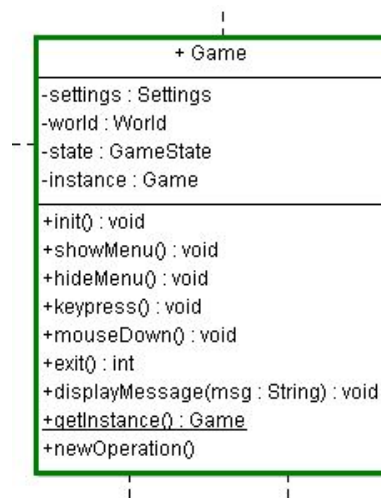 + Game
-settings : Settings
-world : World
-state : GameState
-instance : Game
+init() : void
+showMenu() : void
+hideMenu() : void
+keypress() : void
+mouseDown() : void
+exit() : int
+displayMessage(msg : String) : void
+getInstance() : Game
+newOperation()